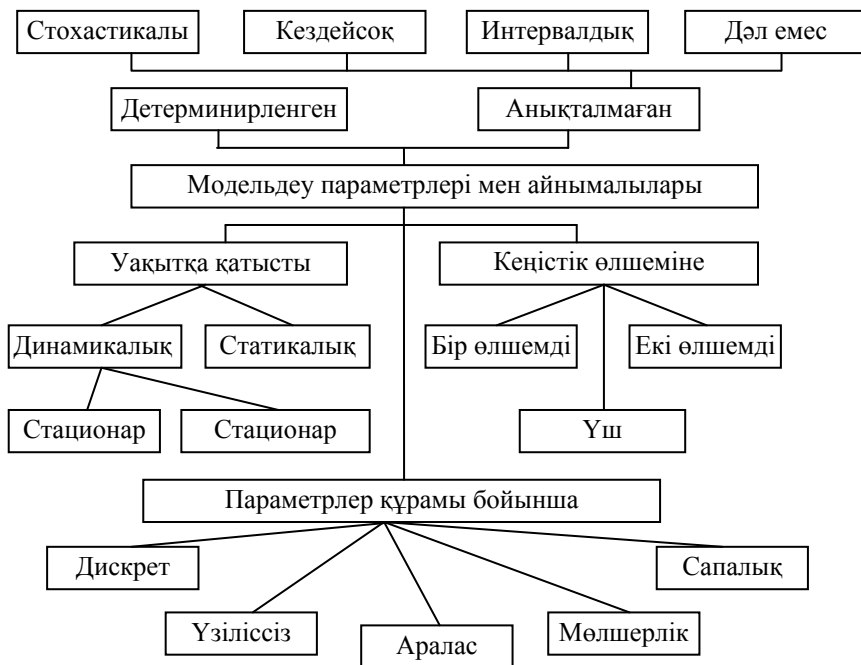 Стохастикалы
Кездейсоқ
Интервалдық
Дәл емес
Детерминирленген
Анықталмаған
Модельдеу параметрлері мен айнымалылары
Уақытқа қатысты
Кеңістік өлшеміне
Динамикалық
Статикалық
Бір өлшемді
Екі өлшемді
Стационар
Стационар
Үш
Параметрлер құрамы бойынша
Дискрет
Сапалық
Үзіліссіз
Аралас
Мөлшерлік